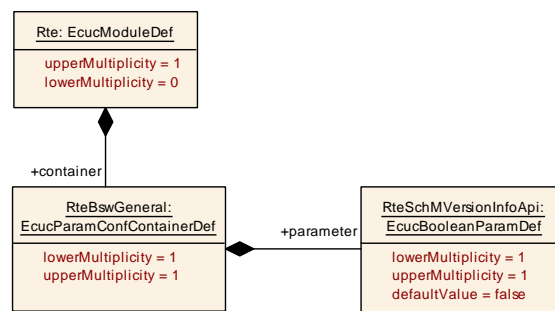 Rte: EcucModuleDef
upperMultiplicity = 1
lowerMultiplicity = 0
+container
RteBswGeneral:
EcucParamConfContainerDef
lowerMultiplicity = 1
upperMultiplicity = 1
+parameter
RteSchMVersionInfoApi:
EcucBooleanParamDef
lowerMultiplicity = 1
upperMultiplicity = 1
defaultValue = false